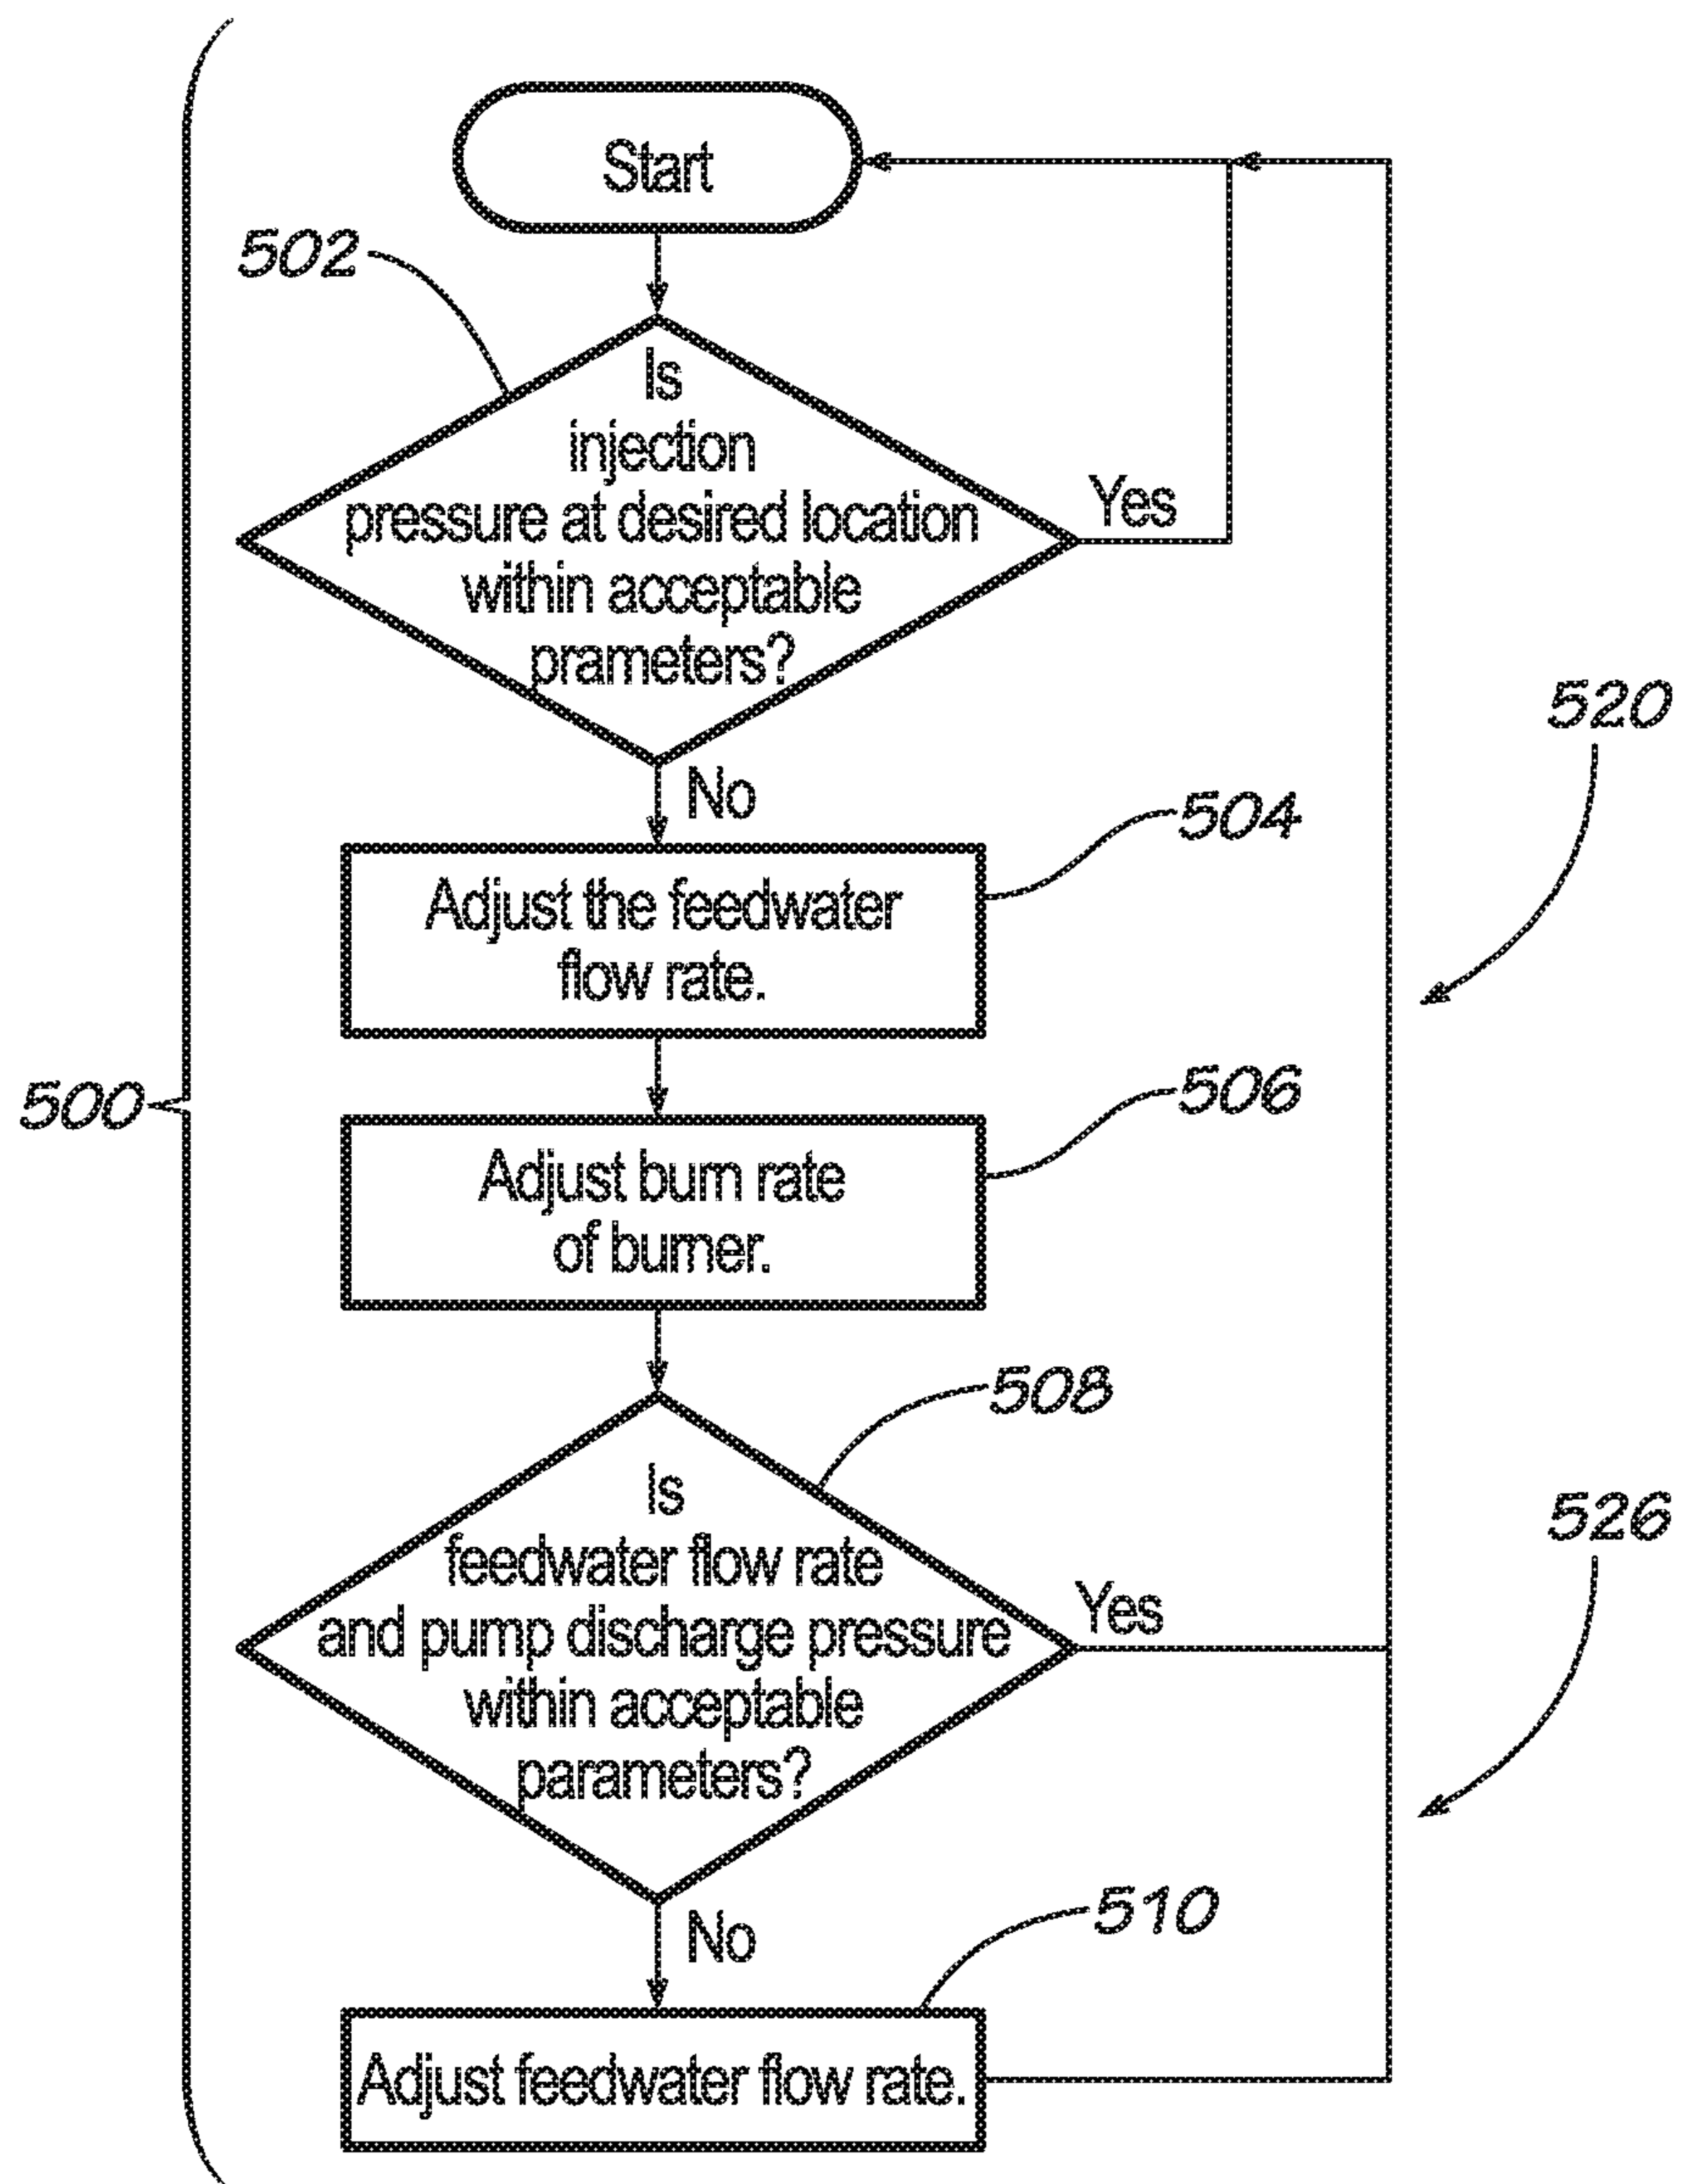 Start
502
Is
injection
pressure at desired location
within acceptable
prameters?
Yes
No
520
504
Adjust the feedwater
flow rate.
500
506
Adjust burn rate
of burner.
508
Is
feedwater flow rate
and pump discharge pressure
within acceptable
parameters?
Yes
526
No
510
Adjust feedwater flow rate.